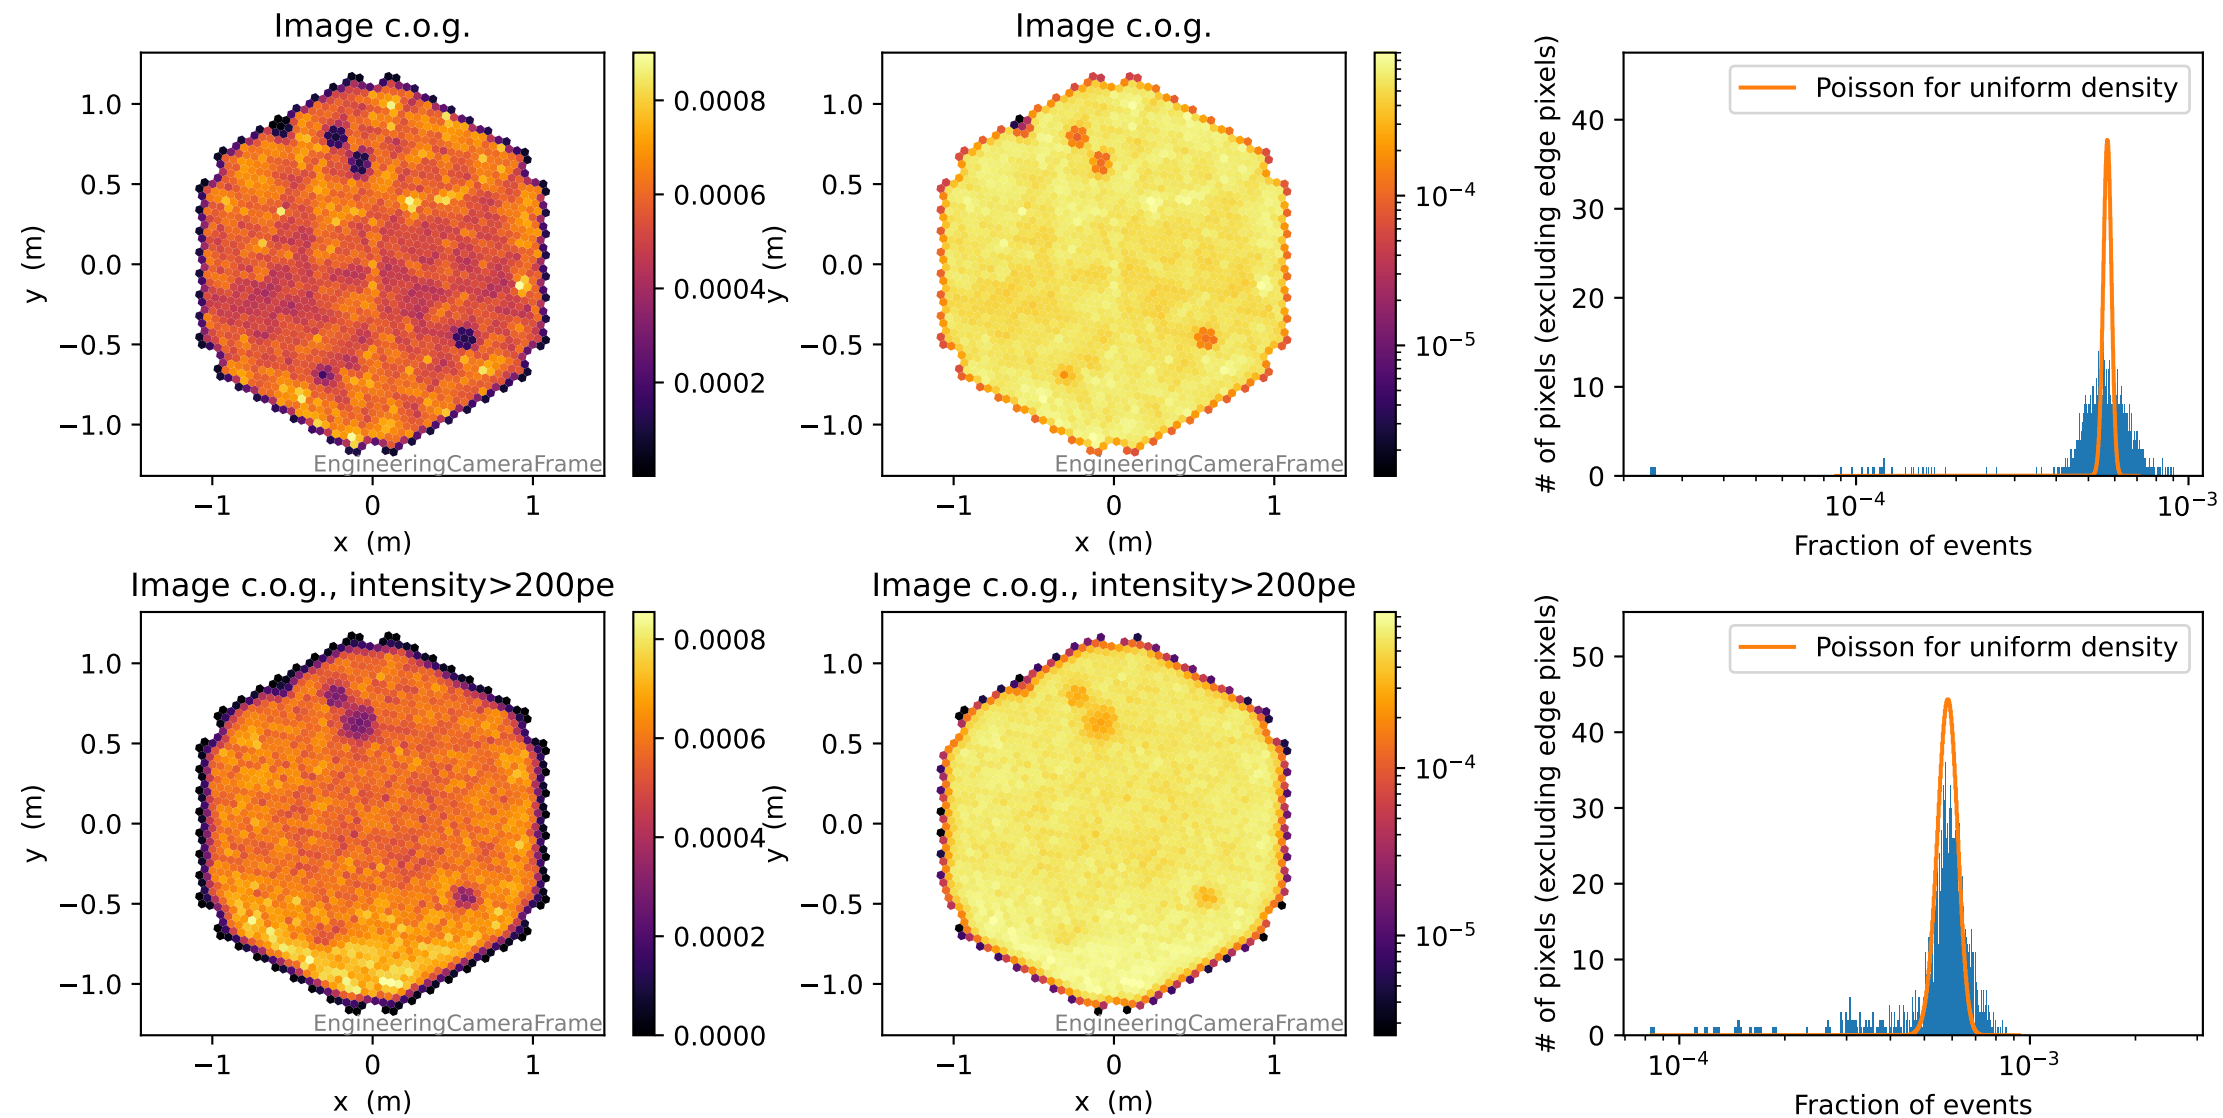 Image c.o.g.
1.0
0.5
0.0
−0.5
−1.0
y (m)
−1
0
1
x (m)
EngineeringCameraFrame
0.0008
0.0006
0.0004
0.0002
Image c.o.g.
1.0
0.5
0.0
−0.5
−1.0
y (m)
−1
0
1
x (m)
EngineeringCameraFrame
10⁻⁴
10⁻⁵
# of pixels (excluding edge pixels)
40
30
20
10
0
Poisson for uniform density
10⁻⁴
10⁻³
Fraction of events
Image c.o.g., intensity>200pe
1.0
0.5
0.0
−0.5
−1.0
y (m)
−1
0
1
x (m)
EngineeringCameraFrame
0.0008
0.0006
0.0004
0.0002
0.0000
Image c.o.g., intensity>200pe
1.0
0.5
0.0
−0.5
−1.0
y (m)
−1
0
1
x (m)
EngineeringCameraFrame
10⁻⁴
10⁻⁵
# of pixels (excluding edge pixels)
50
40
30
20
10
0
Poisson for uniform density
10⁻⁴
10⁻³
Fraction of events